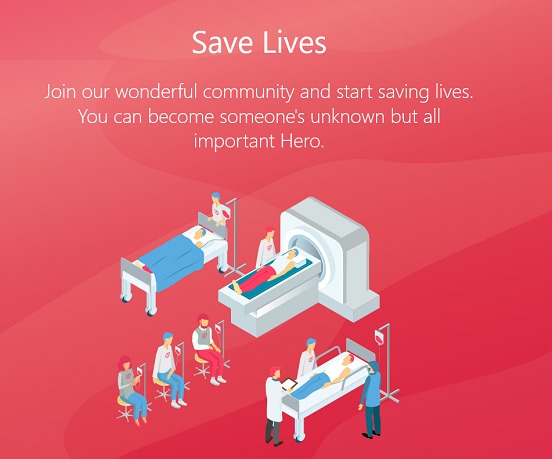 Save Lives
Join our wonderful community and start saving lives.
You can become someone's unknown but all
important Hero.